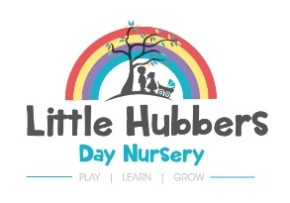 Little Hubbers
Day Nursery
PLAY | LEARN | GROW